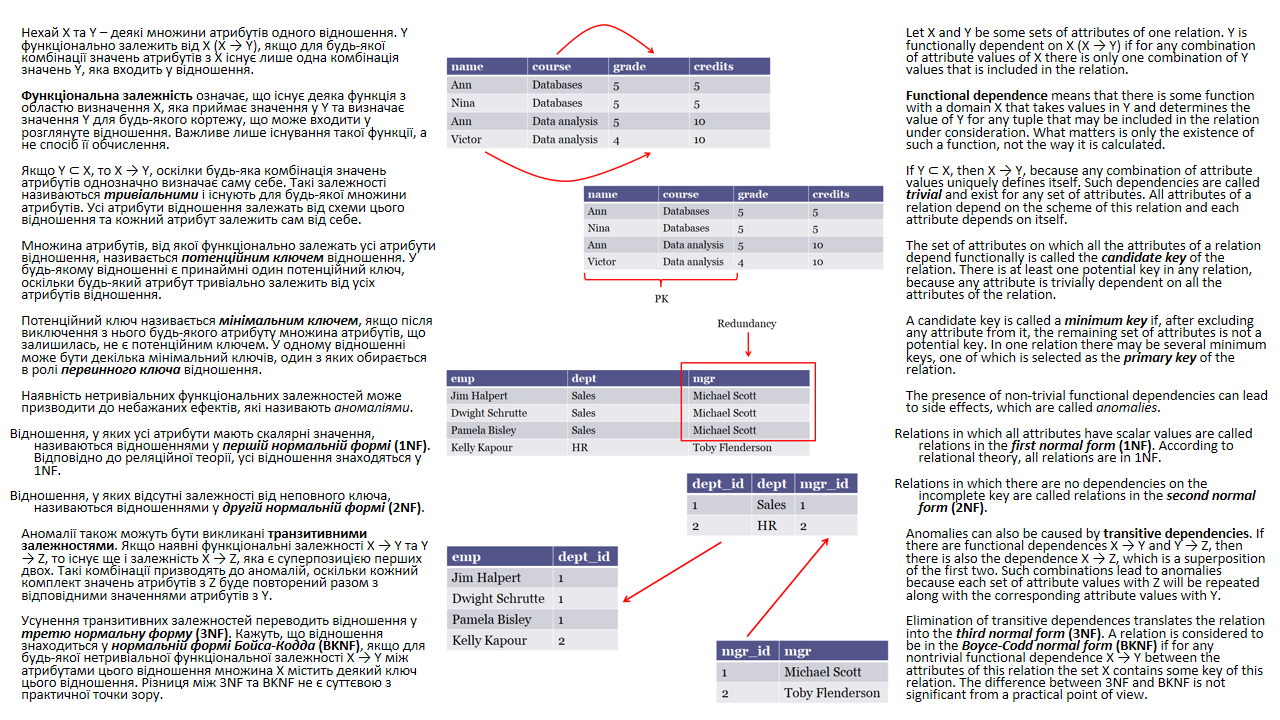 Нехай X та Y – деякі множини атрибутів одного відношення. Y
функціонально залежить від X (X → Y), якщо для будь-якої
комбінації значень атрибутів з X існує лише одна комбінація
значень Y, яка входить у відношення.
Функціональна залежність означає, що існує деяка функція з
областю визначення X, яка приймає значення у Y та визначає
значення Y для будь-якого кортежу, що може входити у
розглянуте відношення. Важливе лише існування такої функції, а
не спосіб її обчислення.
Якщо Y ⊂ X, то X → Y, оскільки будь-яка комбінація значень
атрибутів однозначно визначає саму себе. Такі залежності
називаються тривіальними і існують для будь-якої множини
атрибутів. Усі атрибути відношення залежать від схеми цього
відношення та кожний атрибут залежить сам від себе.
Множина атрибутів, від якої функціонально залежать усі атрибути
відношення, називається потенційним ключем відношення. У
будь-якому відношенні є принаймні один потенційний ключ,
оскільки будь-який атрибут тривіально залежить від усіх
атрибутів відношення.
Потенційний ключ називається мінімальним ключем, якщо після
виключення з нього будь-якого атрибуту множина атрибутів, що
залишилась, не є потенційним ключем. У одному відношенні
може бути декілька мінімальний ключів, один з яких обирається
в ролі первинного ключа відношення.
Наявність нетривіальних функціональних залежностей може
призводити до небажаних ефектів, які називають аномаліями.
Відношення, у яких усі атрибути мають скалярні значення,
називаються відношеннями у першій нормальній формі (1NF).
Відповідно до реляційної теорії, усі відношення знаходяться у
1NF.
Відношення, у яких відсутні залежності від неповного ключа,
називаються відношеннями у другій нормальній формі (2NF).
Аномалії також можуть бути викликані транзитивними
залежностями. Якщо наявні функціональні залежності X → Y та Y
→ Z, то існує ще і залежність X → Z, яка є суперпозицією перших
двох. Такі комбінації призводять до аномалій, оскільки кожний
комплект значень атрибутів з Z буде повторений разом з
відповідними значеннями атрибутів з Y.
Усунення транзитивних залежностей переводить відношення у
третю нормальну форму (3NF). Кажуть, що відношення
знаходиться у нормальній формі Бойса-Кодда (BKNF), якщо для
будь-якої нетривіальної функціональної залежності X → Y між
атрибутами цього відношення множина X містить деякий ключ
цього відношення. Різниця між 3NF та BKNF не є суттєвою з
практичної точки зору.
name course grade credits
Ann Databases 5 5
Nina Databases 5 5
Ann Data analysis 5 10
Victor Data analysis 4 10
name course grade credits
Ann Databases 5 5
Nina Databases 5 5
Ann Data analysis 5 10
Victor Data analysis 4 10
PK
Redundancy
emp dept mgr
Jim Halpert Sales Michael Scott
Dwight Schrutte Sales Michael Scott
Pamela Bisley Sales Michael Scott
Kelly Kapour HR Toby Flenderson
dept_id dept mgr_id
1 Sales 1
2 HR 2
emp dept_id
Jim Halpert 1
Dwight Schrutte 1
Pamela Bisley 1
Kelly Kapour 2
mgr_id mgr
1 Michael Scott
2 Toby Flenderson
Let X and Y be some sets of attributes of one relation. Y is
functionally dependent on X (X → Y) if for any combination
of attribute values of X there is only one combination of Y
values that is included in the relation.
Functional dependence means that there is some function
with a domain X that takes values in Y and determines the
value of Y for any tuple that may be included in the relation
under consideration. What matters is only the existence of
such a function, not the way it is calculated.
If Y ⊂ X, then X → Y, because any combination of attribute
values uniquely defines itself. Such dependencies are called
trivial and exist for any set of attributes. All attributes of a
relation depend on the scheme of this relation and each
attribute depends on itself.
The set of attributes on which all the attributes of a relation
depend functionally is called the candidate key of the
relation. There is at least one potential key in any relation,
because any attribute is trivially dependent on all the
attributes of the relation.
A candidate key is called a minimum key if, after excluding
any attribute from it, the remaining set of attributes is not a
potential key. In one relation there may be several minimum
keys, one of which is selected as the primary key of the
relation.
The presence of non-trivial functional dependencies can lead
to side effects, which are called anomalies.
Relations in which all attributes have scalar values are called
relations in the first normal form (1NF). According to
relational theory, all relations are in 1NF.
Relations in which there are no dependencies on the
incomplete key are called relations in the second normal
form (2NF).
Anomalies can also be caused by transitive dependencies. If
there are functional dependences X → Y and Y → Z, then
there is also the dependence X → Z, which is a superposition
of the first two. Such combinations lead to anomalies
because each set of attribute values with Z will be repeated
along with the corresponding attribute values with Y.
Elimination of transitive dependences translates the relation
into the third normal form (3NF). A relation is considered to
be in the Boyce-Codd normal form (BKNF) if for any
nontrivial functional dependence X → Y between the
attributes of this relation the set X contains some key of this
relation. The difference between 3NF and BKNF is not
significant from a practical point of view.